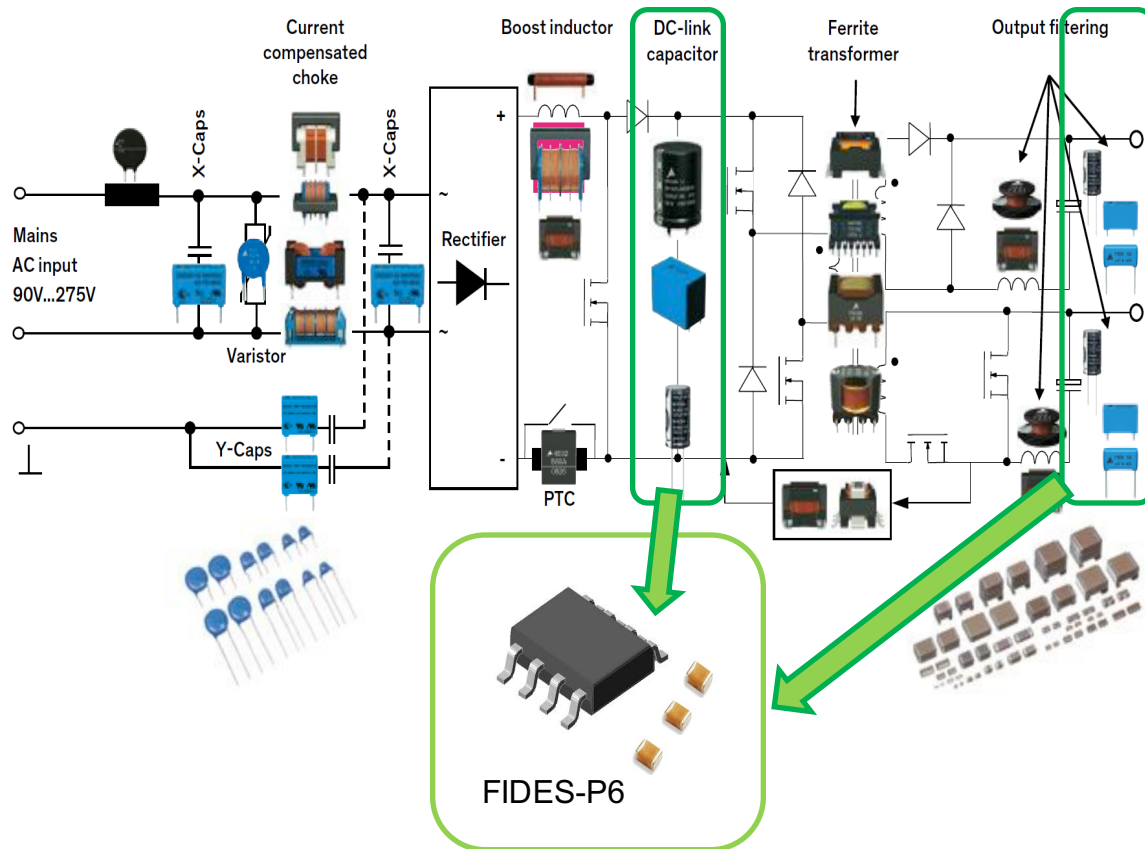 Current
compensated
choke
Boost inductor
DC-link
capacitor
Ferrite
transformer
Output filtering
X-Caps
X-Caps
+
~
Rectifier
Mains
AC input
90V...275V
Varistor
~
Y-Caps
-
PTC
FIDES-P6